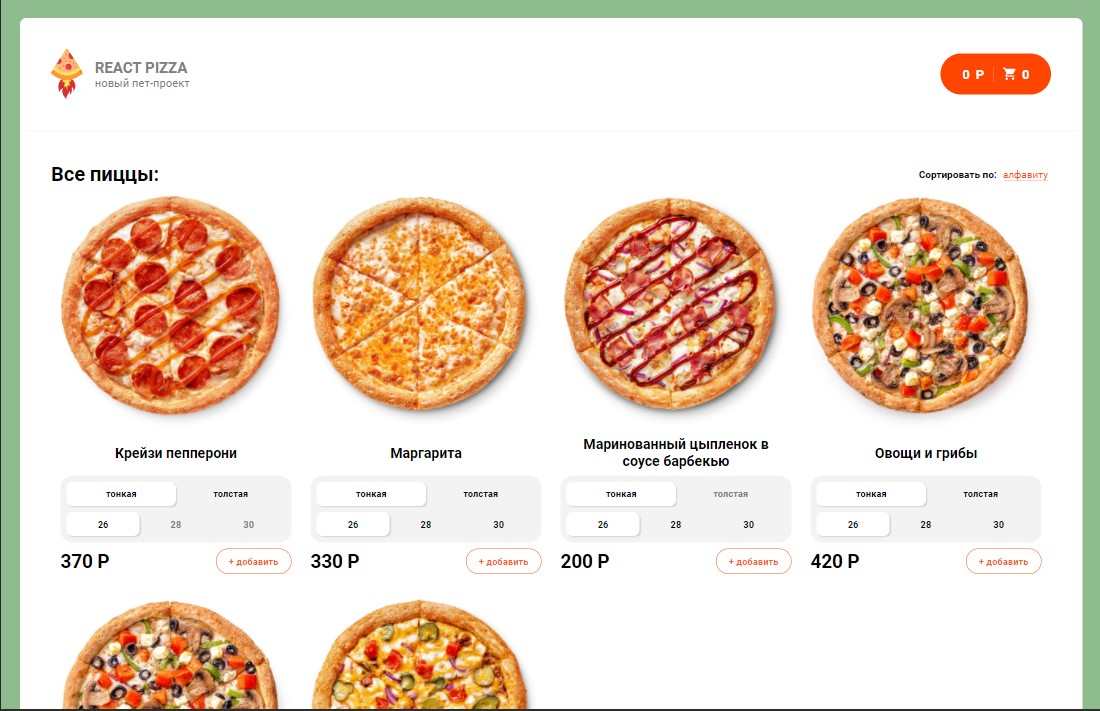 REACT PIZZA
новый пет-проект
0 Р 0
Все пиццы:
Сортировать по: алфавиту
Крейзи пепперони
тонкая толстая
26 28 30
370 Р + добавить
Маргарита
тонкая толстая
26 28 30
330 Р + добавить
Маринованный цыпленок в
соусе барбекью
тонкая толстая
26 28 30
200 Р + добавить
Овощи и грибы
тонкая толстая
26 28 30
420 Р + добавить